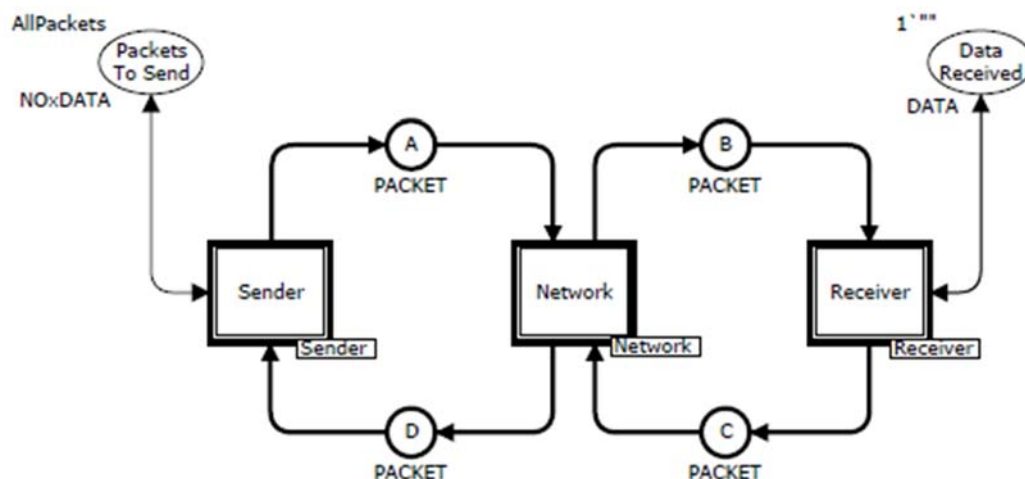 AllPackets
1`""
Packets
To Send
Data
Received
NOxDATA
DATA
A
B
PACKET
PACKET
Sender
Network
Receiver
Sender
Network
Receiver
D
C
PACKET
PACKET